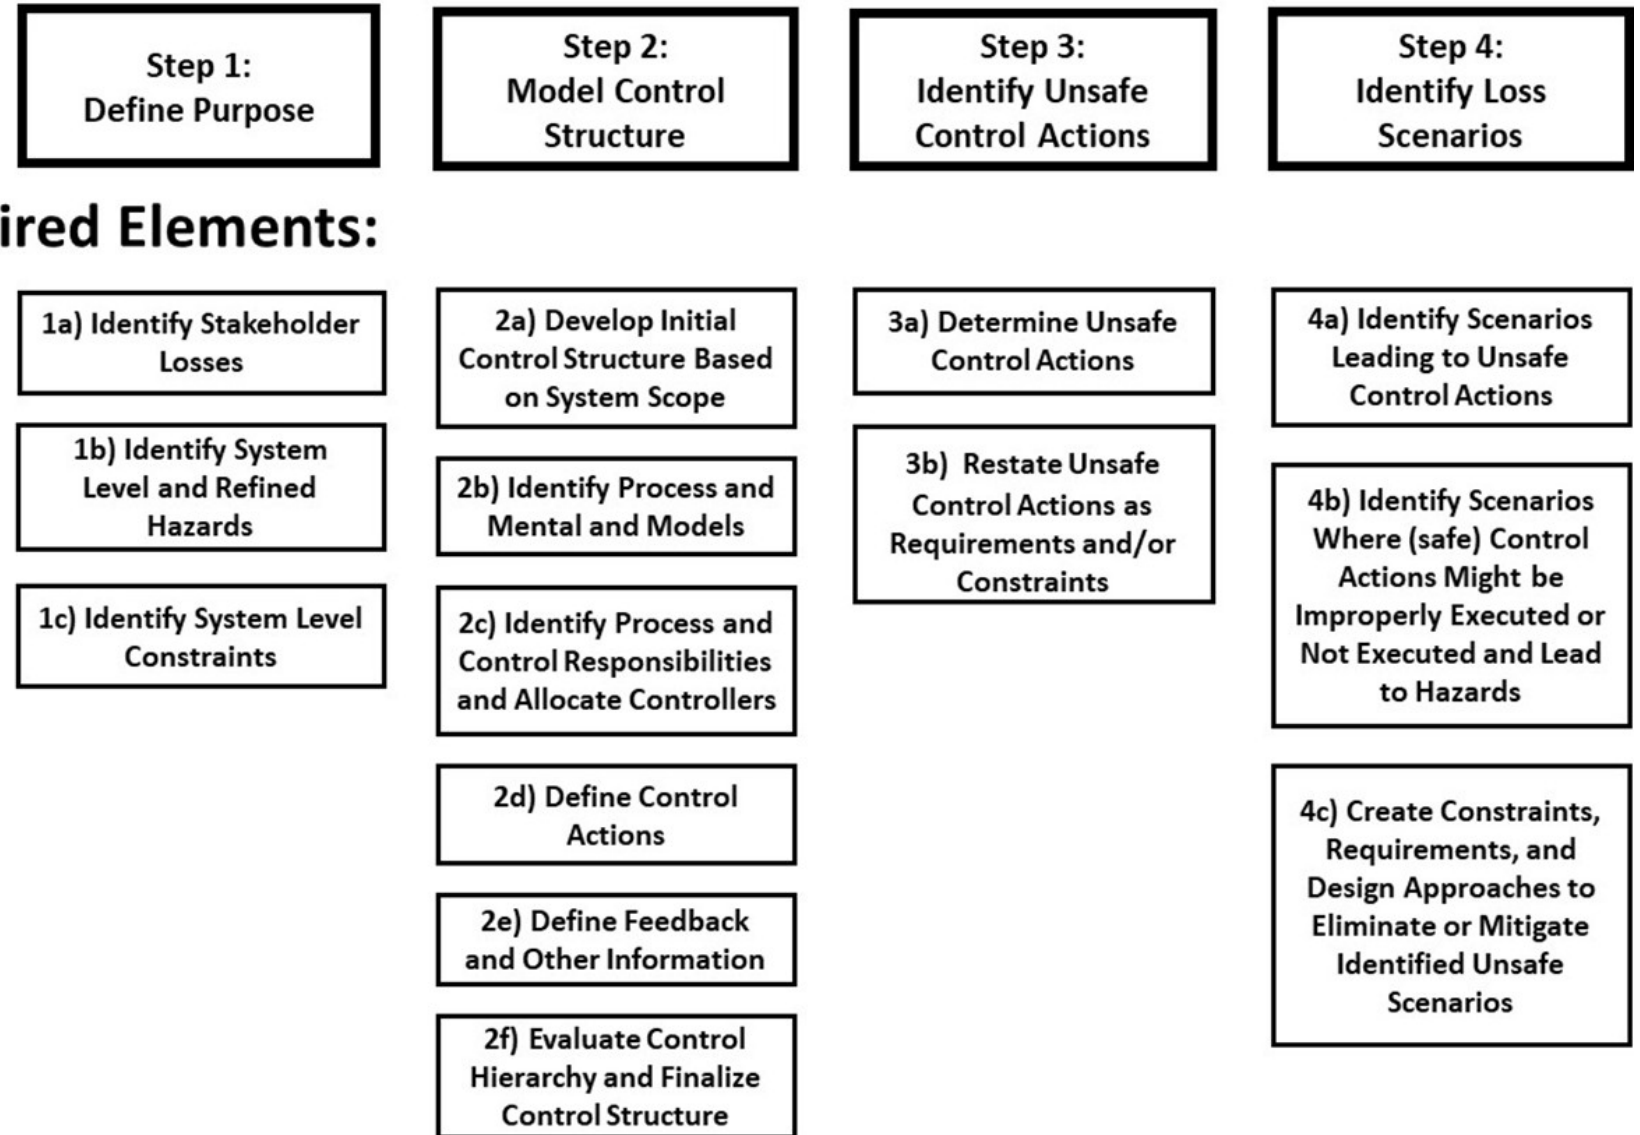 Step 1:
Define Purpose
Step 2:
Model Control
Structure
Step 3:
Identify Unsafe
Control Actions
Step 4:
Identify Loss
Scenarios
ired Elements:
1a) Identify Stakeholder
Losses
1b) Identify System
Level and Refined
Hazards
1c) Identify System Level
Constraints
2a) Develop Initial
Control Structure Based
on System Scope
2b) Identify Process and
Mental and Models
2c) Identify Process and
Control Responsibilities
and Allocate Controllers
2d) Define Control
Actions
2e) Define Feedback
and Other Information
2f) Evaluate Control
Hierarchy and Finalize
Control Structure
3a) Determine Unsafe
Control Actions
3b) Restate Unsafe
Control Actions as
Requirements and/or
Constraints
4a) Identify Scenarios
Leading to Unsafe
Control Actions
4b) Identify Scenarios
Where (safe) Control
Actions Might be
Improperly Executed or
Not Executed and Lead
to Hazards
4c) Create Constraints,
Requirements, and
Design Approaches to
Eliminate or Mitigate
Identified Unsafe
Scenarios